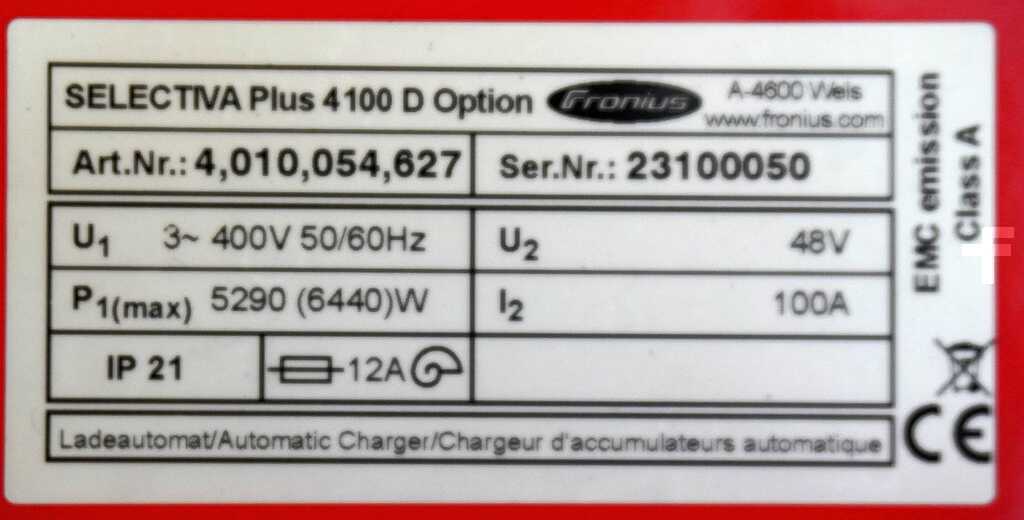 SELECTIVA Plus 4100 D Option Fronius A-4600 Wels
www.fronius.com
Art.Nr.: 4,010,054,627 Ser.Nr.: 23100050
U1 3~ 400V 50/60Hz U2 48V
P1(max) 5290 (6440)W I2 100A
IP 21 12A
Ladeautomat/Automatic Charger/Chargeur d'accumulateurs automatique
EMC emission
Class A
CE